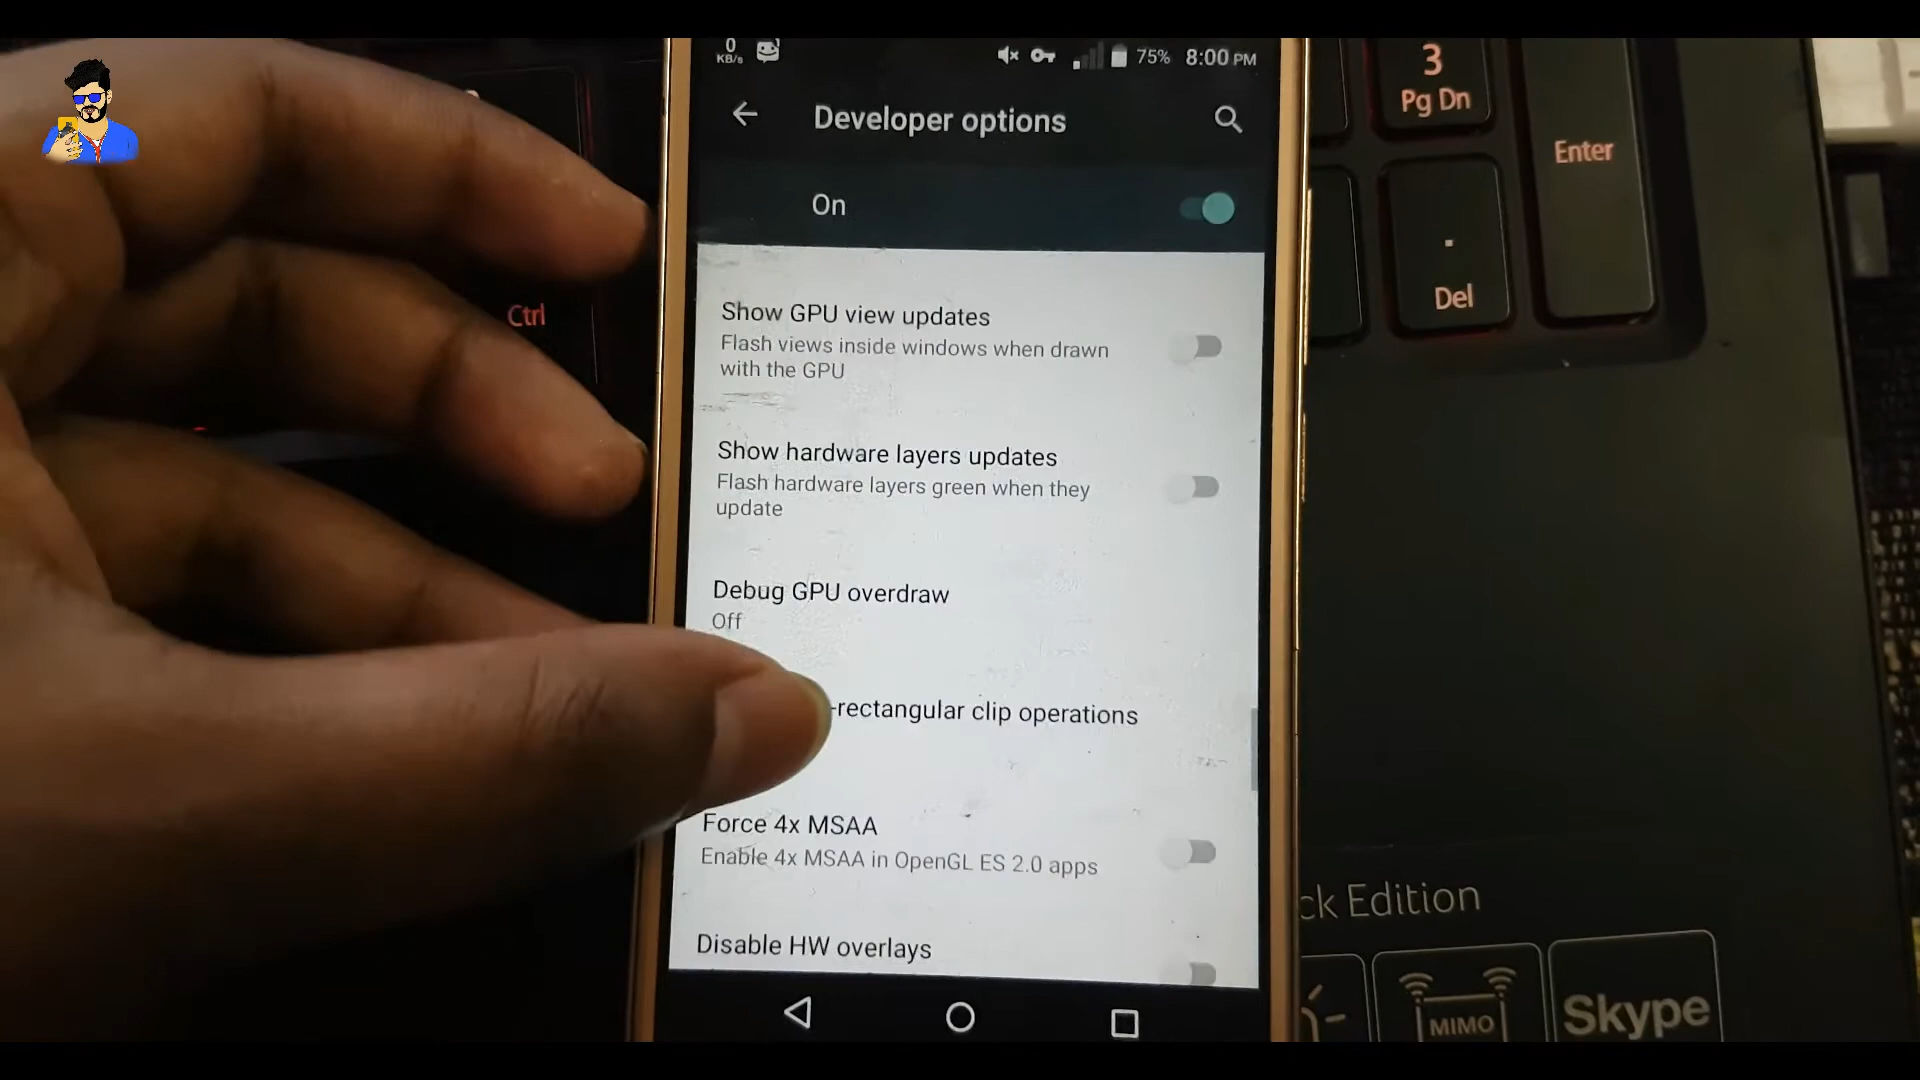 0
KB/s
75% 8:00 PM
Developer options
On
Show GPU view updates
Flash views inside windows when drawn
with the GPU
Show hardware layers updates
Flash hardware layers green when they
update
Debug GPU overdraw
Off
-rectangular clip operations
Force 4x MSAA
Enable 4x MSAA in OpenGL ES 2.0 apps
Disable HW overlays
Ctrl
3
Pg Dn
Enter
.
Del
ck Edition
MIMO
Skype